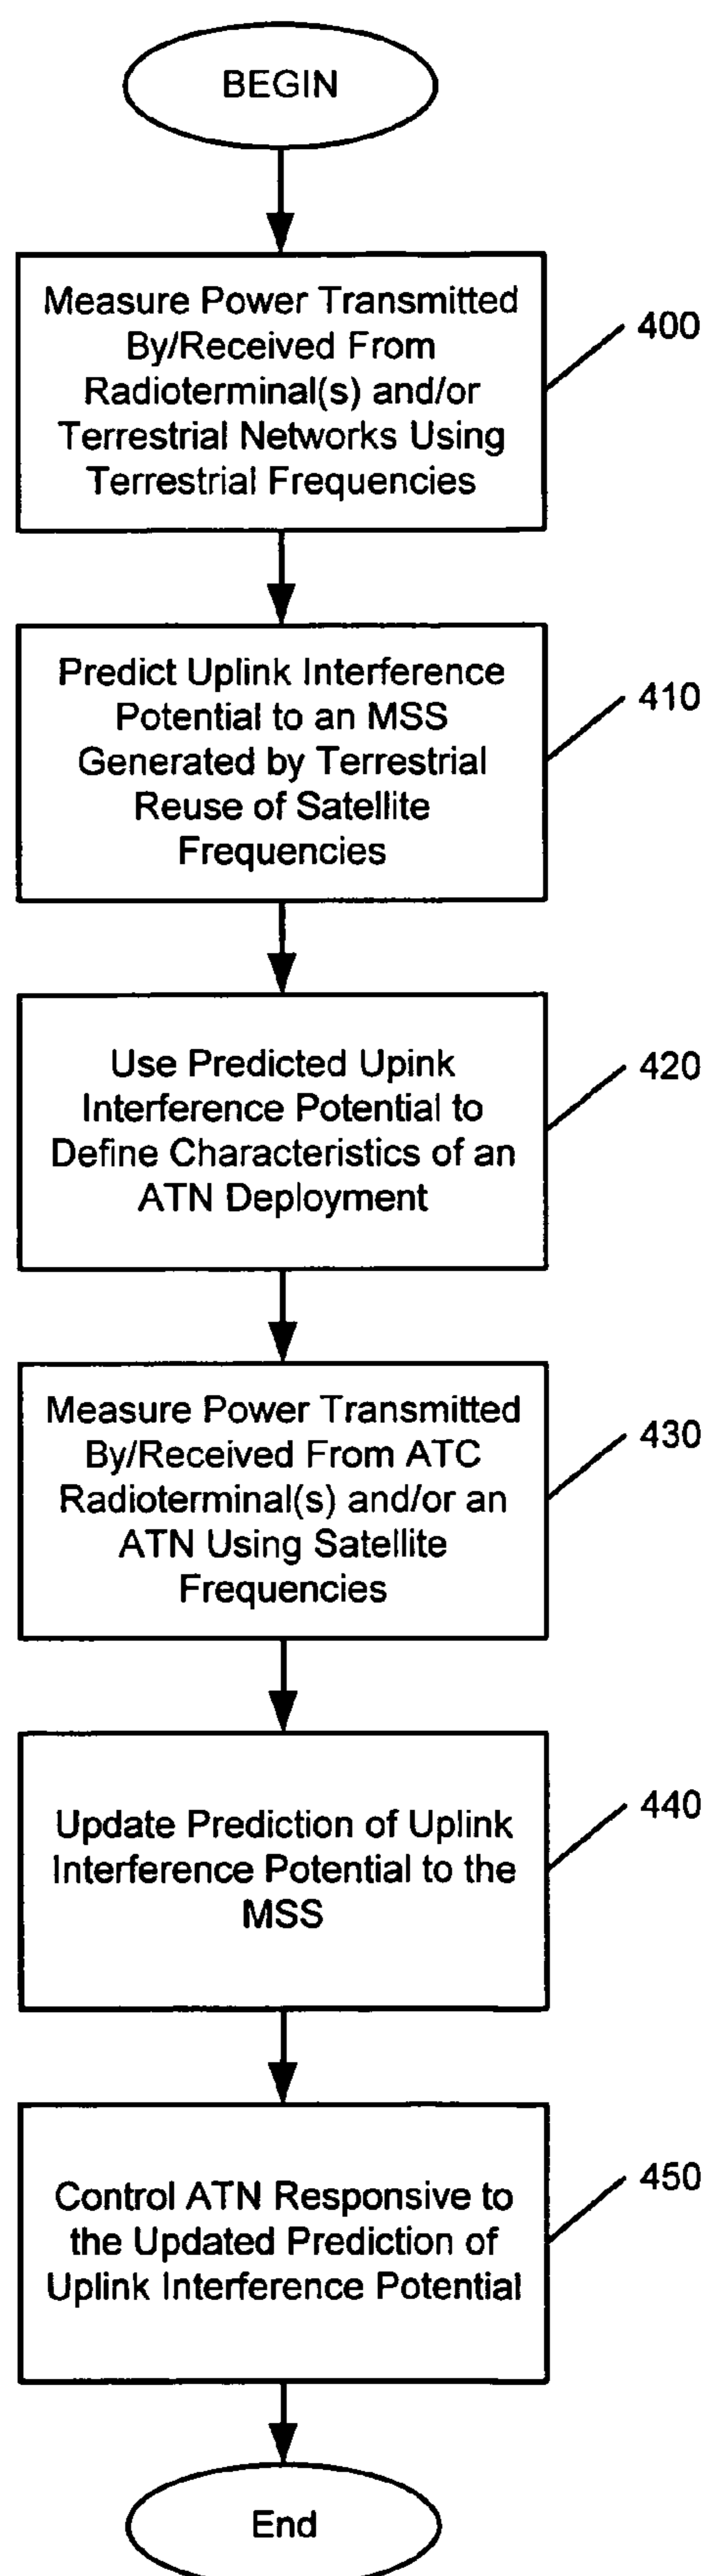 BEGIN
Measure Power Transmitted
By/Received From
Radioterminal(s) and/or
Terrestrial Networks Using
Terrestrial Frequencies
400
Predict Uplink Interference
Potential to an MSS
Generated by Terrestrial
Reuse of Satellite
Frequencies
410
Use Predicted Upink
Interference Potential to
Define Characteristics of an
ATN Deployment
420
Measure Power Transmitted
By/Received From ATC
Radioterminal(s) and/or an
ATN Using Satellite
Frequencies
430
Update Prediction of Uplink
Interference Potential to the
MSS
440
Control ATN Responsive to
the Updated Prediction of
Uplink Interference Potential
450
End